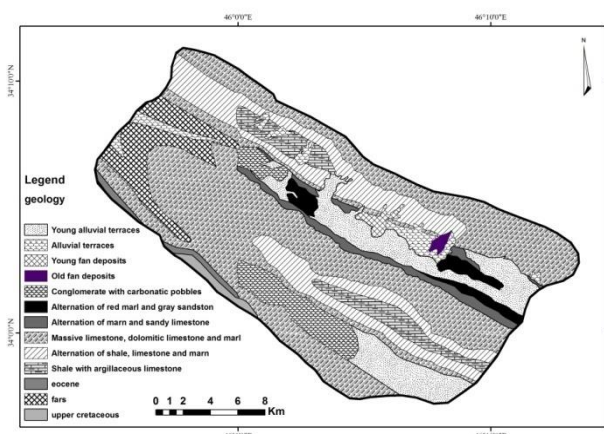 46°0'0"E
46°10'0"E
34°10'0"N
34°0'0"N
N
Legend
geology
Young alluvial terraces
Alluvial terraces
Young fan deposits
Old fan deposits
Conglomerate with carbonatic pobbles
Alternation of red marl and gray sandston
Alternation of marn and sandy limestone
Massive limestone, dolomitic limestone and marl
Alternation of shale, limestone and marn
Shale with argillaceous limestone
eocene
fars
upper cretaceous
0 1 2 4 6 8
Km
34°0'0"N